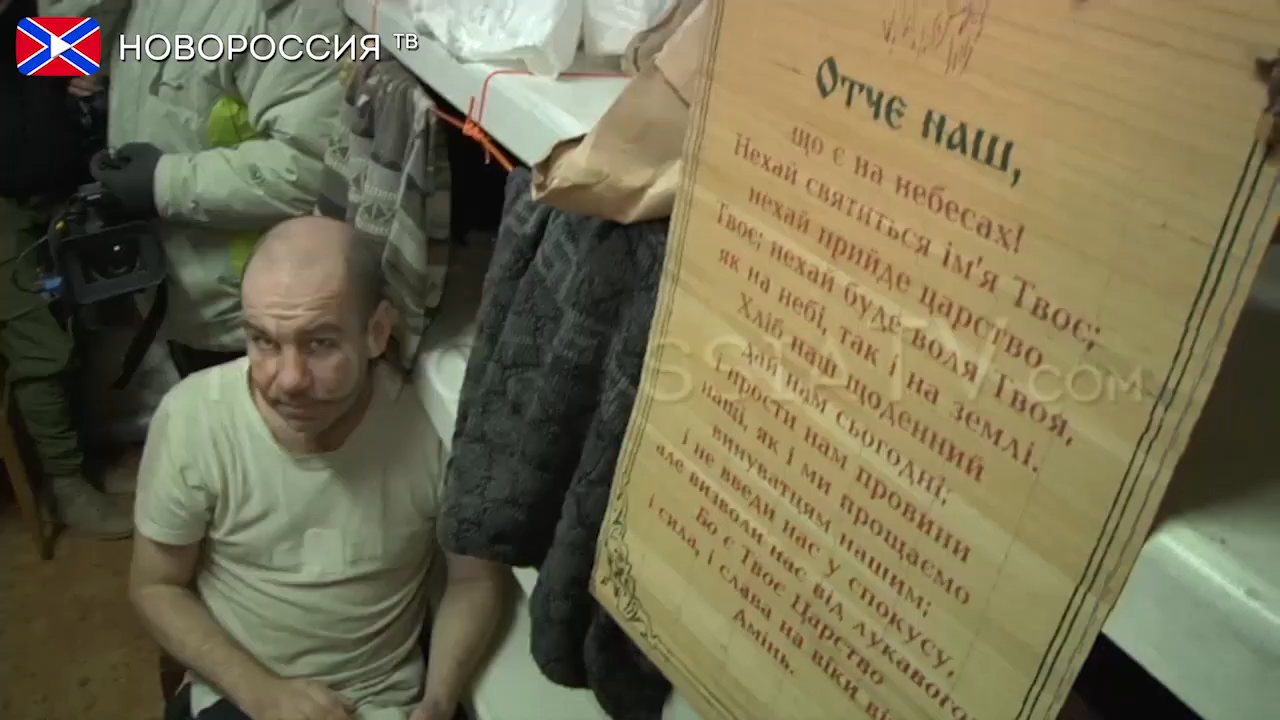 НОВОРОССИЯ ТВ
Отче наш,
що є на небесах!
Нехай святиться ім'я Твоє;
нехай прийде царство
Твоє; нехай буде воля Твоя,
як на небі, так і на землі.
Хліб наш щоденний
дай нам сьогодні;
і прости нам провини
наші, як і ми прощаємо
винуватцям нашим;
і не введи нас у спокусу,
але визволи нас від лукавого.
Бо є Твоє Царство
і сила, і слава на віки
Амінь.